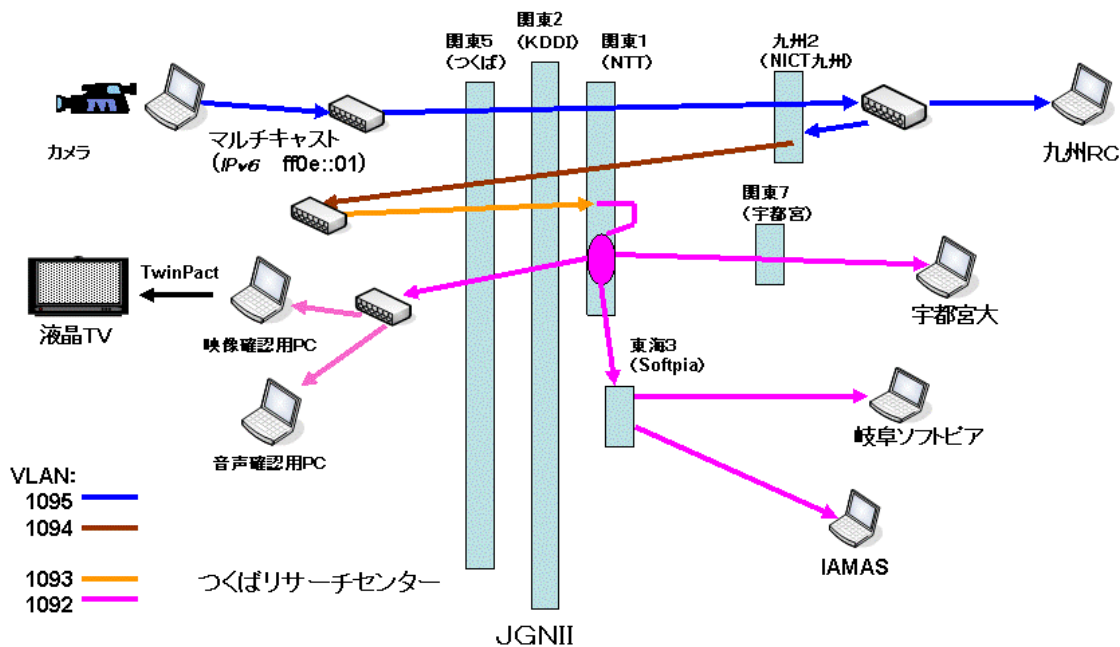 関東2
(KDDI)
関東5
(つくば)
関東1
(NTT)
九州2
(NICT九州)
カメラ
マルチキャスト
(IPv6 ff0e::01)
九州RC
関東7
(宇都宮)
TwinPact
液晶TV
映像確認用PC
宇都宮大
東海3
(Softpia)
音声確認用PC
岐阜ソフトピア
VLAN:
1095
1094
1093
1092
つくばリサーチセンター
IAMAS
JGNII